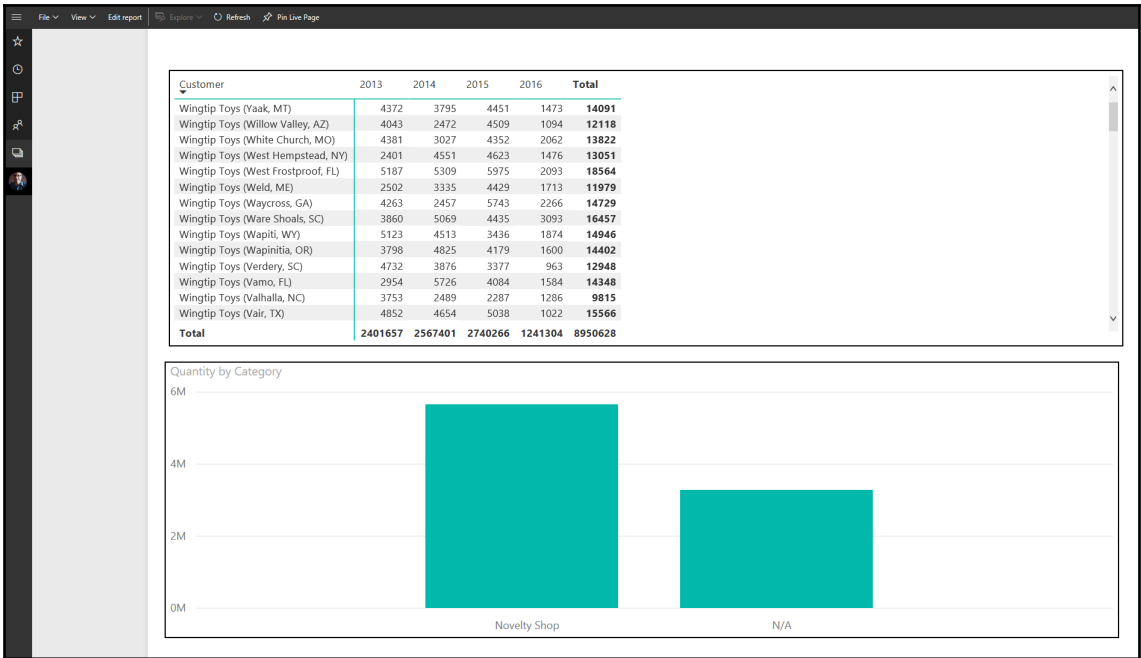 File View Edit report Explore Refresh Pin Live Page
Customer 2013 2014 2015 2016 Total
Wingtip Toys (Yaak, MT) 4372 3795 4451 1473 14091
Wingtip Toys (Willow Valley, AZ) 4043 2472 4509 1094 12118
Wingtip Toys (White Church, MO) 4381 3027 4352 2062 13822
Wingtip Toys (West Hempstead, NY) 2401 4551 4623 1476 13051
Wingtip Toys (West Frostproof, FL) 5187 5309 5975 2093 18564
Wingtip Toys (Weld, ME) 2502 3335 4429 1713 11979
Wingtip Toys (Waycross, GA) 4263 2457 5743 2266 14729
Wingtip Toys (Ware Shoals, SC) 3860 5069 4435 3093 16457
Wingtip Toys (Wapiti, WY) 5123 4513 3436 1874 14946
Wingtip Toys (Wapinitia, OR) 3798 4825 4179 1600 14402
Wingtip Toys (Verdery, SC) 4732 3876 3377 963 12948
Wingtip Toys (Vamo, FL) 2954 5726 4084 1584 14348
Wingtip Toys (Valhalla, NC) 3753 2489 2287 1286 9815
Wingtip Toys (Vair, TX) 4852 4654 5038 1022 15566
Total 2401657 2567401 2740266 1241304 8950628
Quantity by Category
6M
4M
2M
0M
Novelty Shop N/A